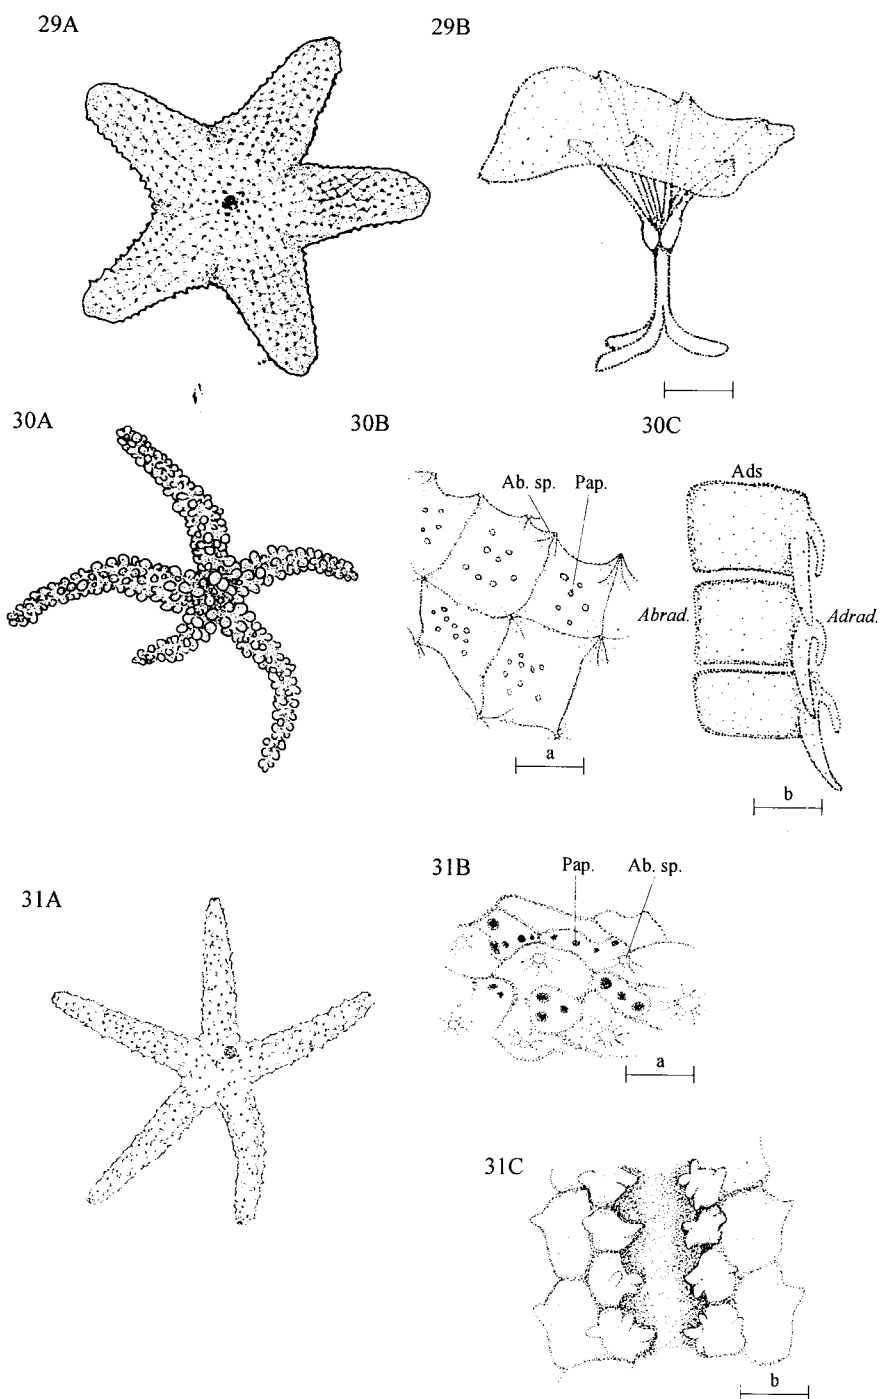 29A 29B
30A 30B 30C
Ads
Ab. sp. Pap.
Abrad. Adrad.
a
b
31A 31B
Pap. Ab. sp.
a
31C
b